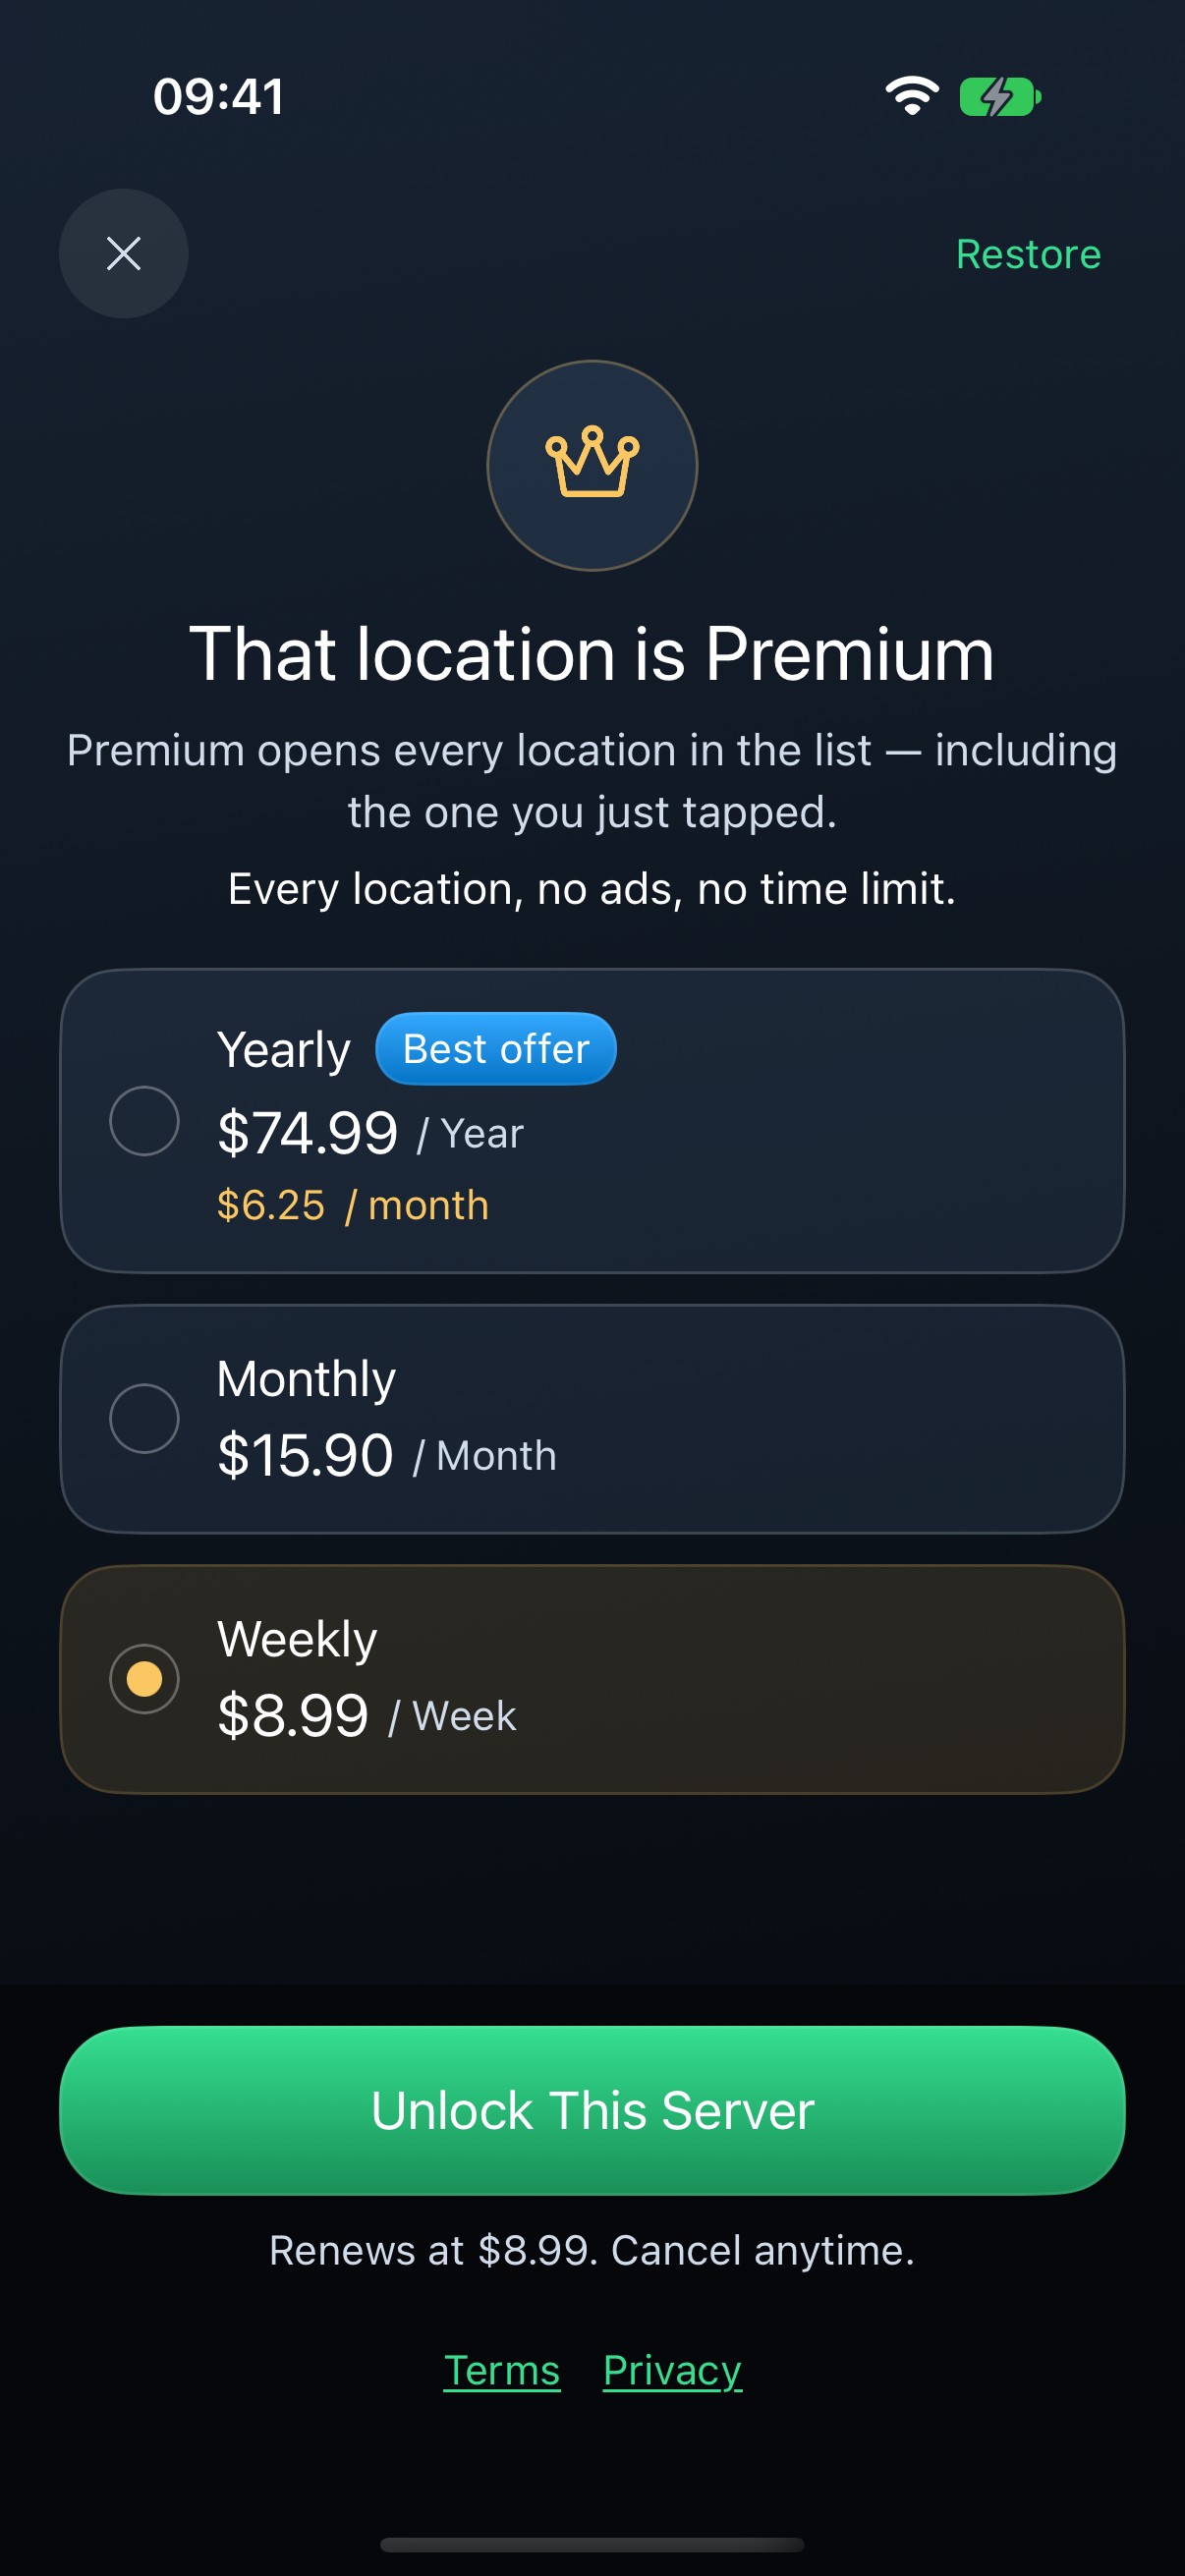 09:41
Restore
That location is Premium
Premium opens every location in the list — including
the one you just tapped.
Every location, no ads, no time limit.
Yearly Best offer
$74.99 / Year
$6.25 / month
Monthly
$15.90 / Month
Weekly
$8.99 / Week
Unlock This Server
Renews at $8.99. Cancel anytime.
Terms Privacy